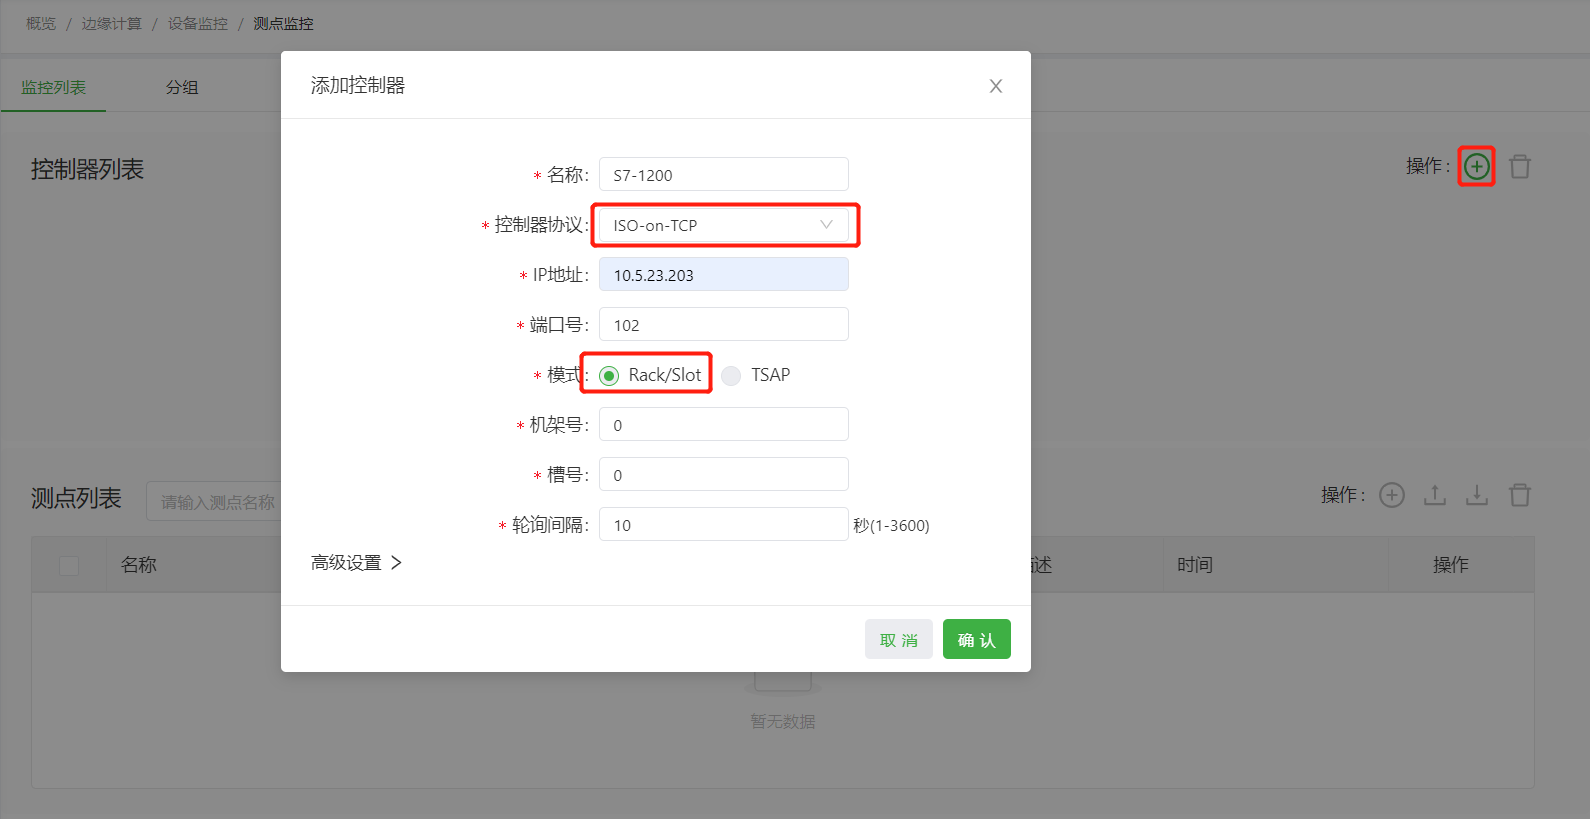 概览 / 边缘计算 / 设备监控 / 测点监控
监控列表 分组
添加控制器
控制器列表
操作 :
* 名称: S7-1200
* 控制器协议: ISO-on-TCP
* IP地址: 10.5.23.203
* 端口号: 102
* 模式: Rack/Slot TSAP
* 机架号: 0
* 槽号: 0
* 轮询间隔: 10 秒(1-3600)
高级设置
测点列表 请输入测点名称
操作 :
名称 述 时间 操作
取 消 确 认
暂无数据